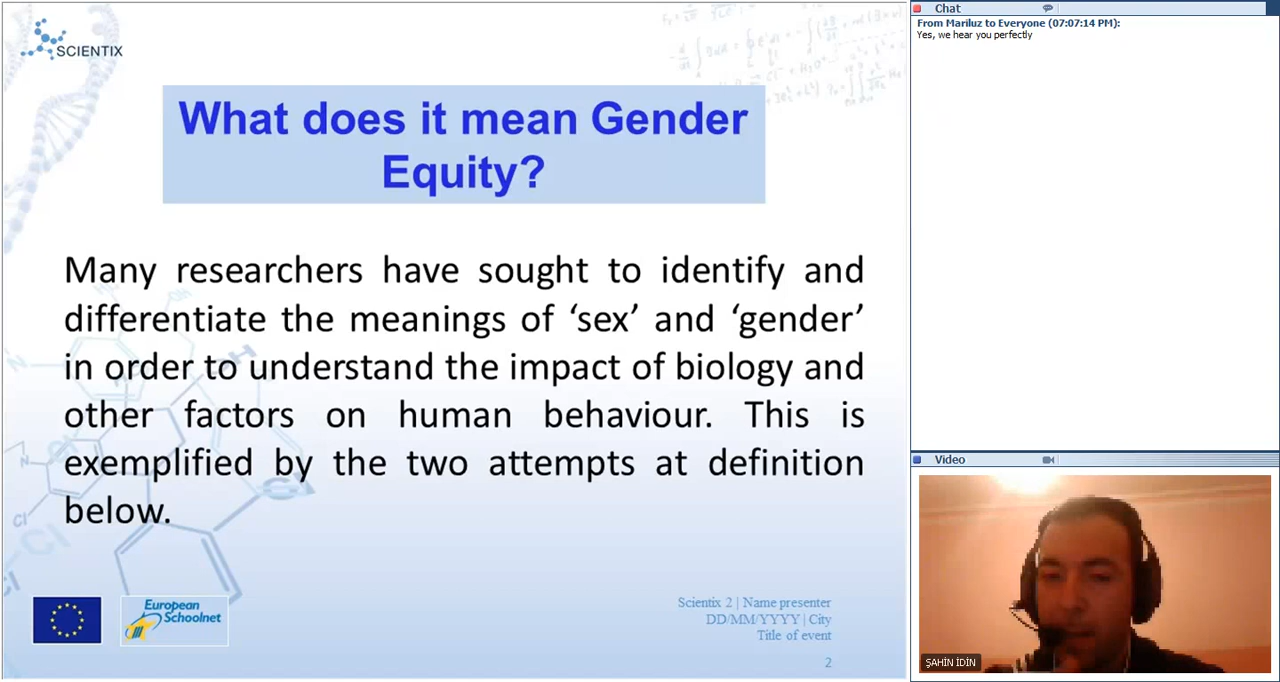 SCIENTIX
What does it mean Gender
Equity?
Many researchers have sought to identify and
differentiate the meanings of ‘sex’ and ‘gender’
in order to understand the impact of biology and
other factors on human behaviour. This is
exemplified by the two attempts at definition
below.
European
Schoolnet
Scientix 2 | Name presenter
DD/MM/YYYY | City
Title of event
2
Chat
From Mariluz to Everyone (07:07:14 PM):
Yes, we hear you perfectly
Video
ŞAHİN İDİN